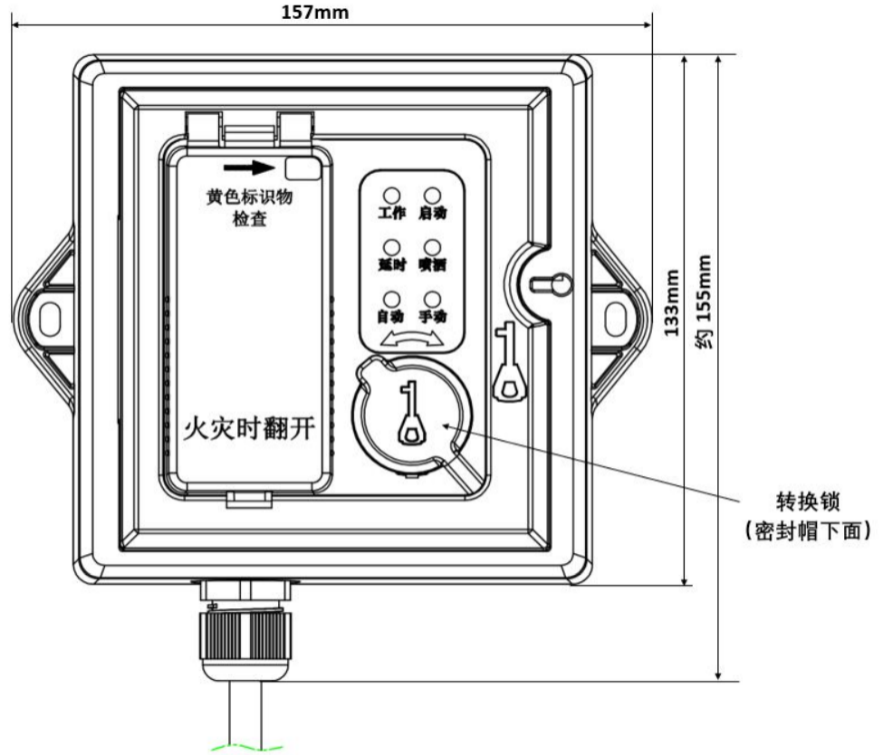 157mm
黄色标识物
检查
工作 启动
延时 喷洒
自动 手动
火灾时翻开
133mm
约 155mm
转换锁
(密封帽下面)